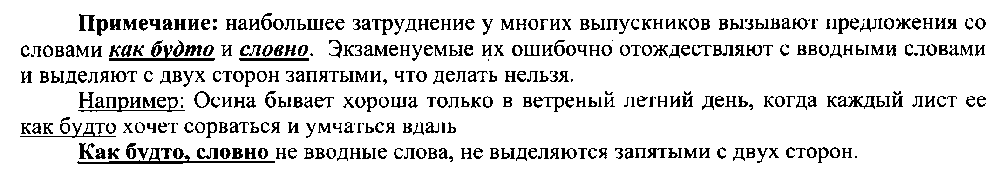 Примечание: наибольшее затруднение у многих выпускников вызывают предложения со
словами как будто и словно. Экзаменуемые их ошибочно отождествляют с вводными словами
и выделяют с двух сторон запятыми, что делать нельзя.
Например: Осина бывает хороша только в ветреный летний день, когда каждый лист ее
как будто хочет сорваться и умчаться вдаль
Как будто, словно не вводные слова, не выделяются запятыми с двух сторон.